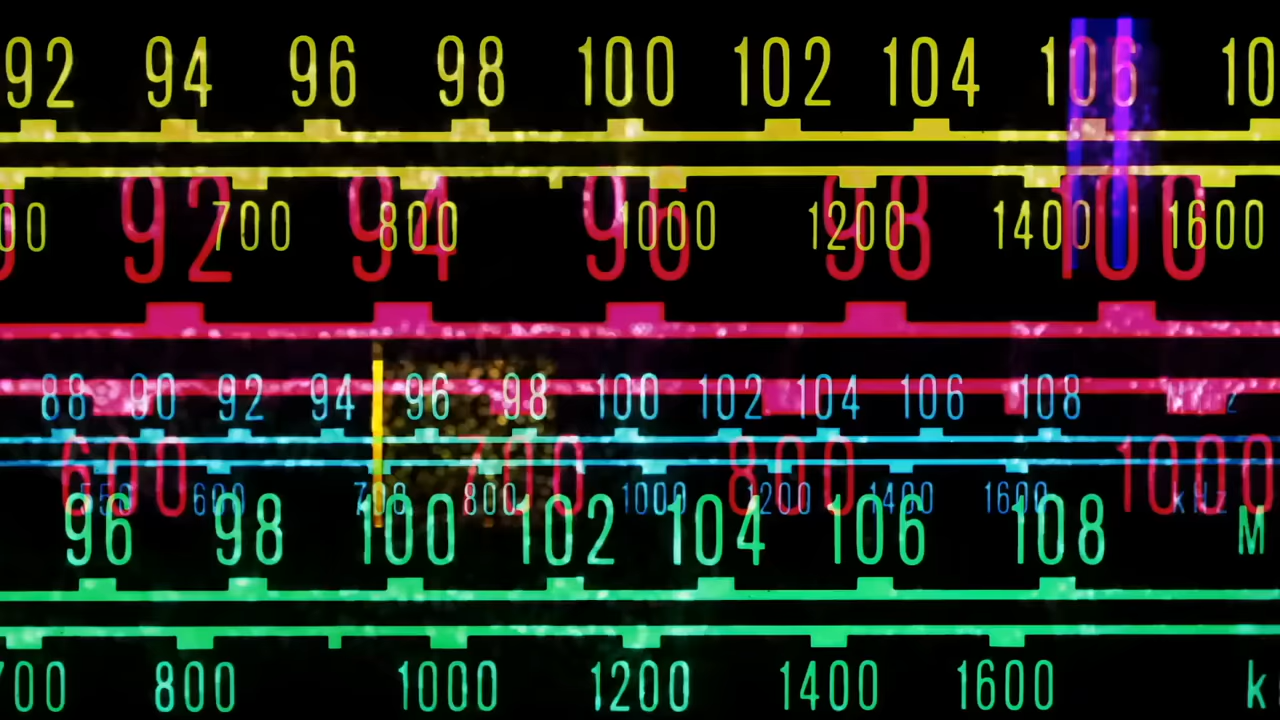 92 94 96 98 100 102 104 106 10
92 94 96 98 100
00 700 800 1000 1200 1400 1600
88 90 92 94 96 98 100 102 104 106 108 MHz
600 700 800 1000
550 600 700 800 1000 1200 1400 1600 kHz
96 98 100 102 104 106 108 M
700 800 1000 1200 1400 1600 k